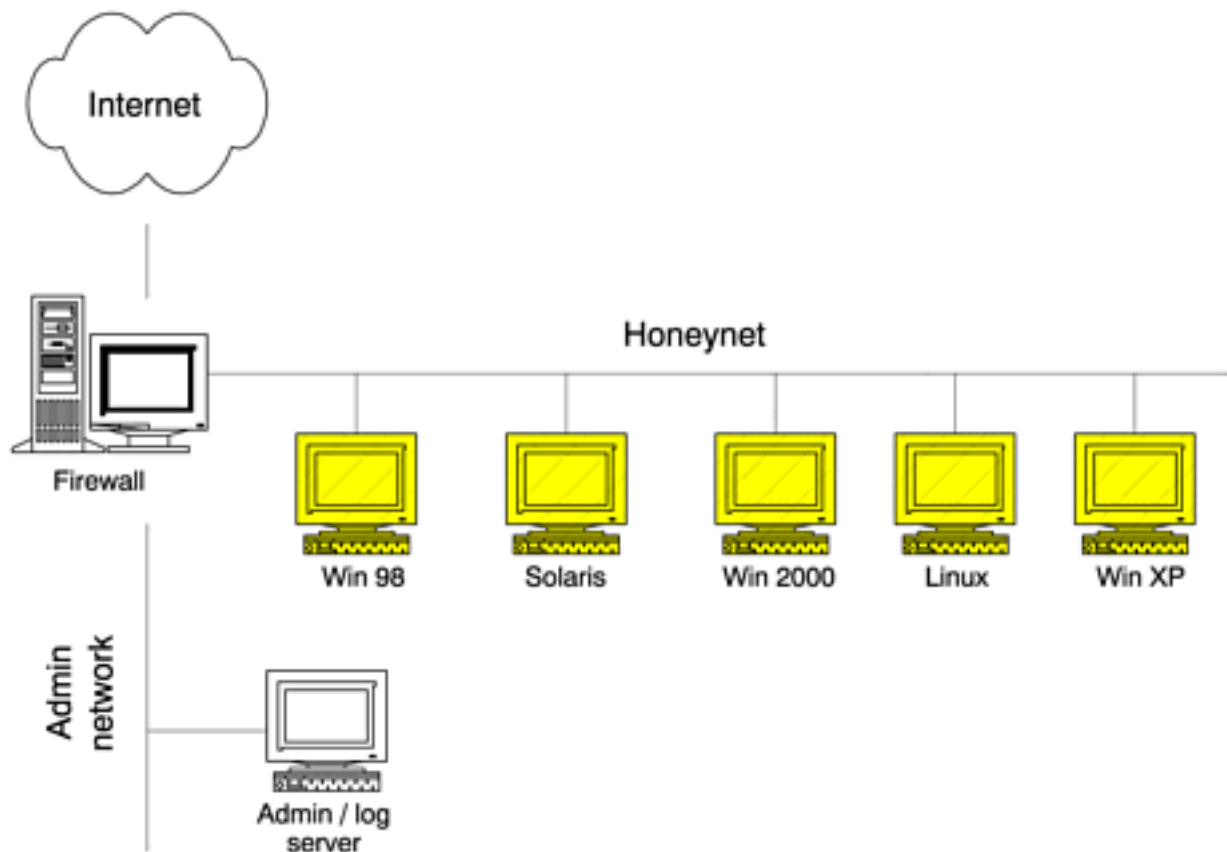 Internet
Honeynet
Firewall
Win 98
Solaris
Win 2000
Linux
Win XP
Admin
network
Admin / log
server